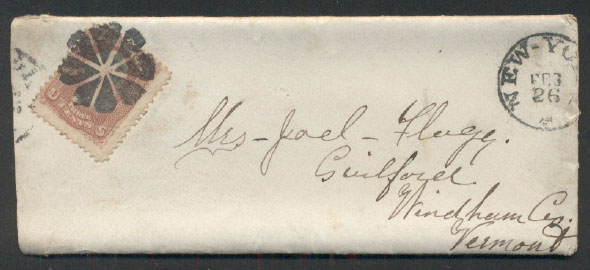 NEW-YO
FEB
26
Mrs-Joel-Flagg.
Guilford
Windham Co.
Vermont